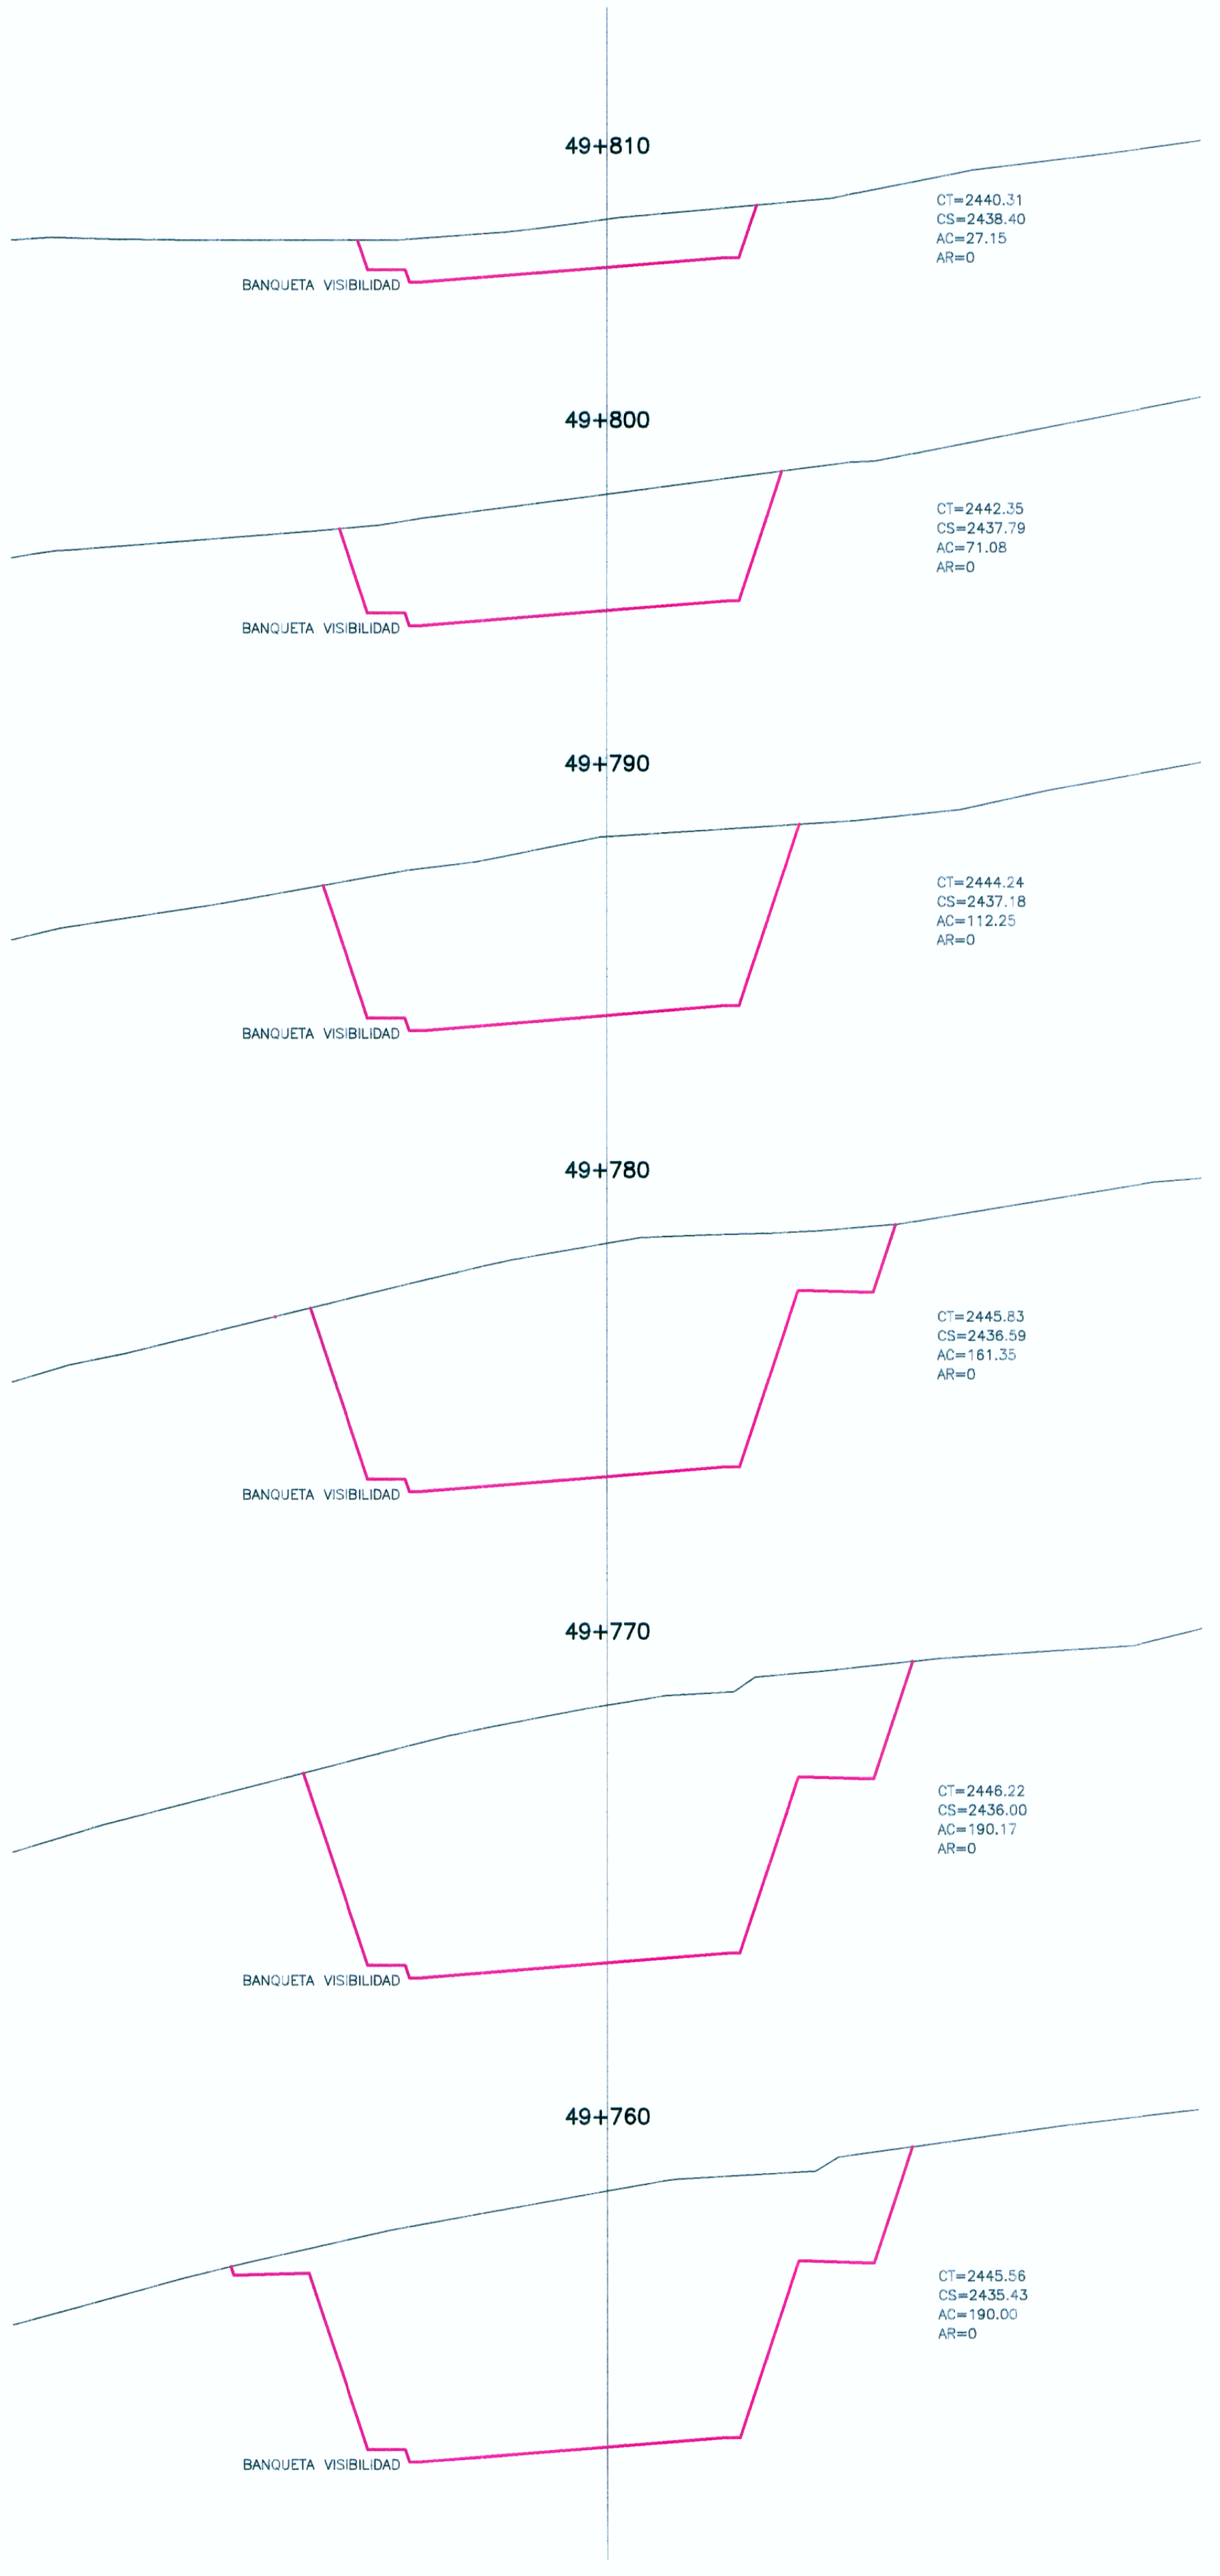 49+810
CT=2440.31
CS=2438.40
AC=27.15
AR=0
BANQUETA VISIBILIDAD
49+800
CT=2442.35
CS=2437.79
AC=71.08
AR=0
BANQUETA VISIBILIDAD
49+790
CT=2444.24
CS=2437.18
AC=112.25
AR=0
BANQUETA VISIBILIDAD
49+780
CT=2445.83
CS=2436.59
AC=161.35
AR=0
BANQUETA VISIBILIDAD
49+770
CT=2446.22
CS=2436.00
AC=190.17
AR=0
BANQUETA VISIBILIDAD
49+760
CT=2445.56
CS=2435.43
AC=190.00
AR=0
BANQUETA VISIBILIDAD